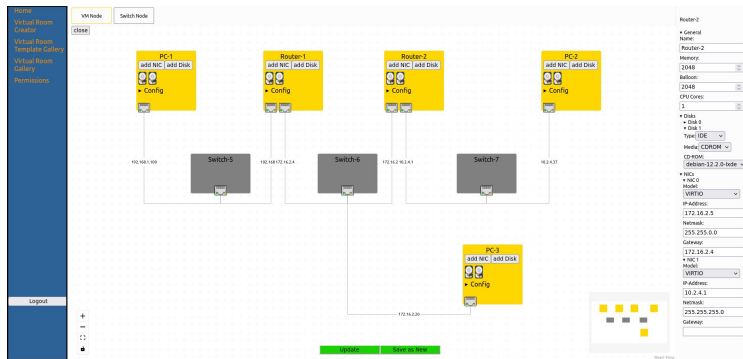 Home
Virtual Room
Creator
Virtual Room
Template Gallery
Virtual Room
Gallery
Permissions
Logout
VM Node
Switch Node
close
PC-1
add NIC
add Disk
Config
Router-1
add NIC
add Disk
Config
Router-2
add NIC
add Disk
Config
PC-2
add NIC
add Disk
Config
192.168.1.100
Switch-5
192.168
172.16.2.4
Switch-6
172.16.2
10.2.4.1
Switch-7
10.2.4.37
PC-3
add NIC
add Disk
Config
172.16.2.20
Update
Save as New
React Flow
Router-2
General
Name:
Router-2
Memory:
2048
Balloon:
2048
CPU Cores:
1
Disks
Disk 0
Disk 1
Type: IDE
Media: CDROM
CD-ROM:
debian-12.2.0-lxde
NICs
NIC 0
Model:
VIRTIO
IP-Address:
172.16.2.5
Netmask:
255.255.0.0
Gateway:
172.16.2.4
NIC 1
Model:
VIRTIO
IP-Address:
10.2.4.1
Netmask:
255.255.255.0
Gateway: